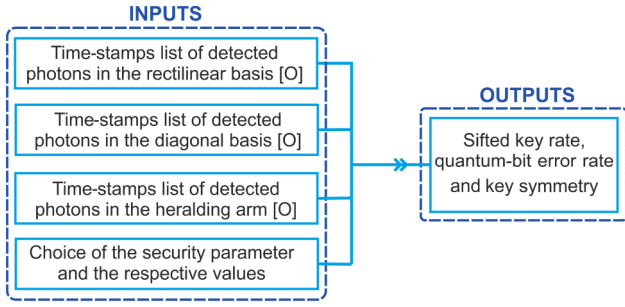 INPUTS
Time-stamps list of detected
photons in the rectilinear basis [O]
Time-stamps list of detected
photons in the diagonal basis [O]
Time-stamps list of detected
photons in the heralding arm [O]
Choice of the security parameter
and the respective values
OUTPUTS
Sifted key rate,
quantum-bit error rate
and key symmetry